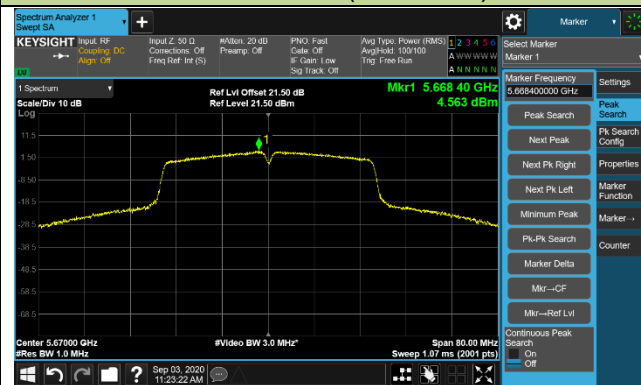 Spectrum Analyzer 1
Swept SA
Marker
KEYSIGHT
Input: RF
Coupling: DC
Align: Off
Input Z: 50 Ω
Corrections: Off
Freq Ref: Int (S)
#Atten: 20 dB
Preamp: Off
PNO: Fast
Gate: Off
IF Gain: Low
Sig Track: Off
Avg Type: Power (RMS)
Avg|Hold: 100/100
Trig: Free Run
1 2 3 4 5 6
A W W W W W
A N N N N N
Select Marker
Marker 1
LXI
1 Spectrum
Scale/Div 10 dB
Log
Ref Lvl Offset 21.50 dB
Ref Level 21.50 dBm
Mkr1 5.668 40 GHz
4.563 dBm
11.5
1.50
-8.50
-18.5
-28.5
-38.5
-48.5
-58.5
-68.5
1
Center 5.67000 GHz
#Res BW 1.0 MHz
#Video BW 3.0 MHz*
Span 80.00 MHz
Sweep 1.07 ms (2001 pts)
Marker Frequency
5.668400000 GHz
Peak Search
Next Peak
Next Pk Right
Next Pk Left
Minimum Peak
Pk-Pk Search
Marker Delta
Mkr→CF
Mkr→Ref Lvl
Continuous Peak
Search
On
Off
Settings
Peak
Search
Pk Search
Config
Properties
Marker
Function
Marker→
Counter
Sep 03, 2020
11:23:22 AM